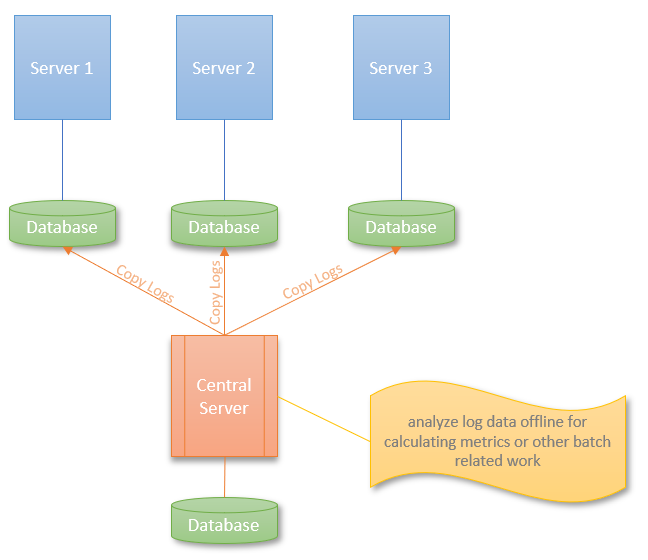 Server 1
Server 2
Server 3
Database
Database
Database
Copy Logs
Copy Logs
Copy Logs
Central
Server
analyze log data offline for
calculating metrics or other batch
related work
Database